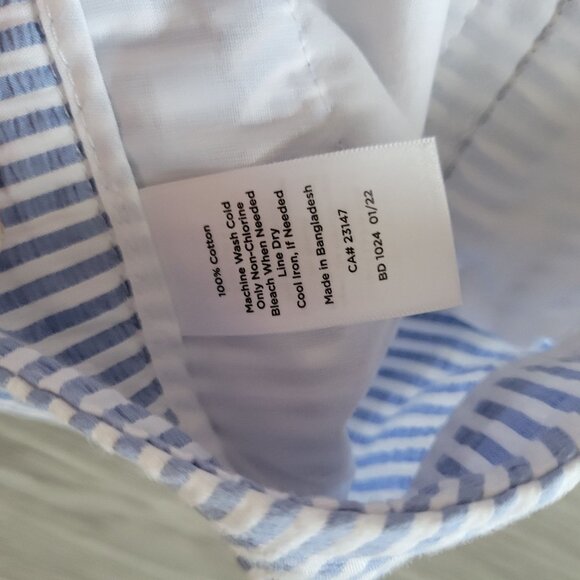 100% Cotton
Machine Wash Cold
Only Non-Chlorine
Bleach When Needed
Line Dry
Cool Iron, If Needed
Made in Bangladesh
CA# 23147
BD 1024 01/22